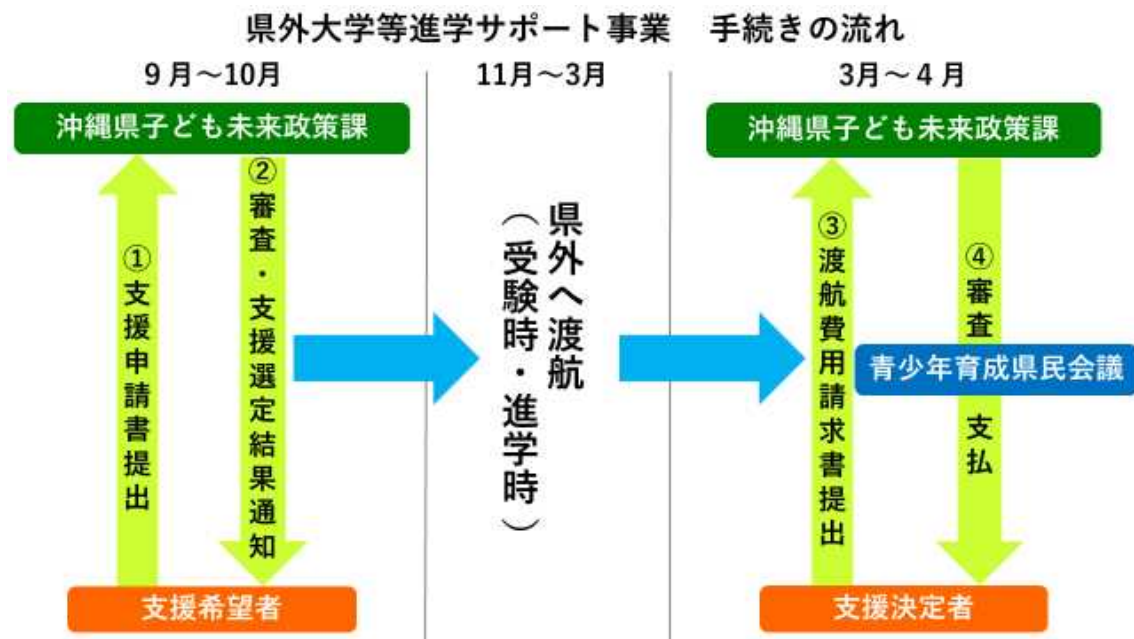 県外大学等進学サポート事業　手続きの流れ
9月～10月
沖縄県子ども未来政策課
①支援申請書提出
②審査・支援選定結果通知
支援希望者
11月～3月
県外へ渡航
（受験時・進学時）
3月～4月
沖縄県子ども未来政策課
③渡航費用請求書提出
④審査
青少年育成県民会議
支払
支援決定者